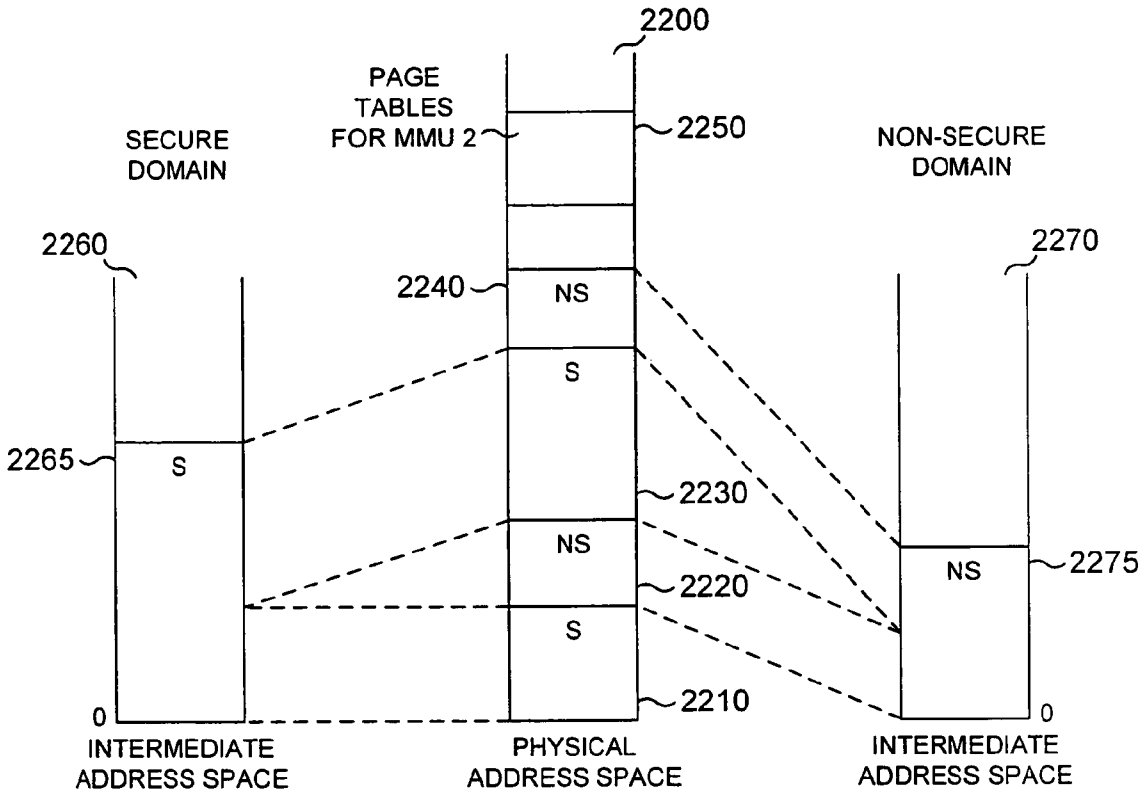 2200
PAGE
TABLES
FOR MMU 2
2250
SECURE
DOMAIN
NON-SECURE
DOMAIN
2260
2270
2240
NS
S
2265
S
2230
NS
2275
NS
2220
S
2210
0
0
INTERMEDIATE
ADDRESS SPACE
PHYSICAL
ADDRESS SPACE
INTERMEDIATE
ADDRESS SPACE